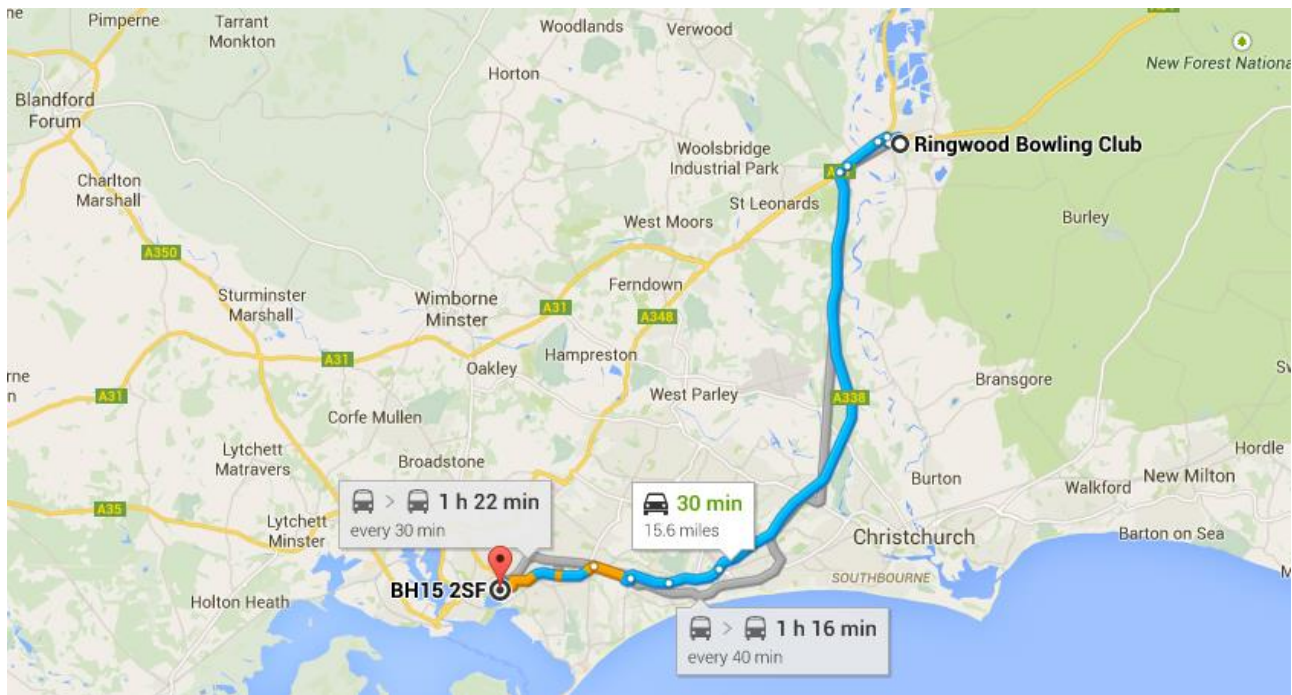 Pimperne
Tarrant
Monkton
Woodlands
Verwood
Horton
New Forest Nationa
Blandford
Forum
Woolsbridge
Industrial Park
Ringwood Bowling Club
Charlton
Marshall
St Leonards
West Moors
Burley
A350
Ferndown
Sturminster
Marshall
Wimborne
Minster
A31
A348
A31
Hampreston
Oakley
A31
West Parley
Bransgore
A338
Corfe Mullen
Lytchett
Matravers
Broadstone
Hordle
Burton
New Milton
Walkford
1 h 22 min
every 30 min
30 min
15.6 miles
A35
Lytchett
Minster
Christchurch
Barton on Sea
SOUTHBOURNE
BH15 2SF
Holton Heath
1 h 16 min
every 40 min